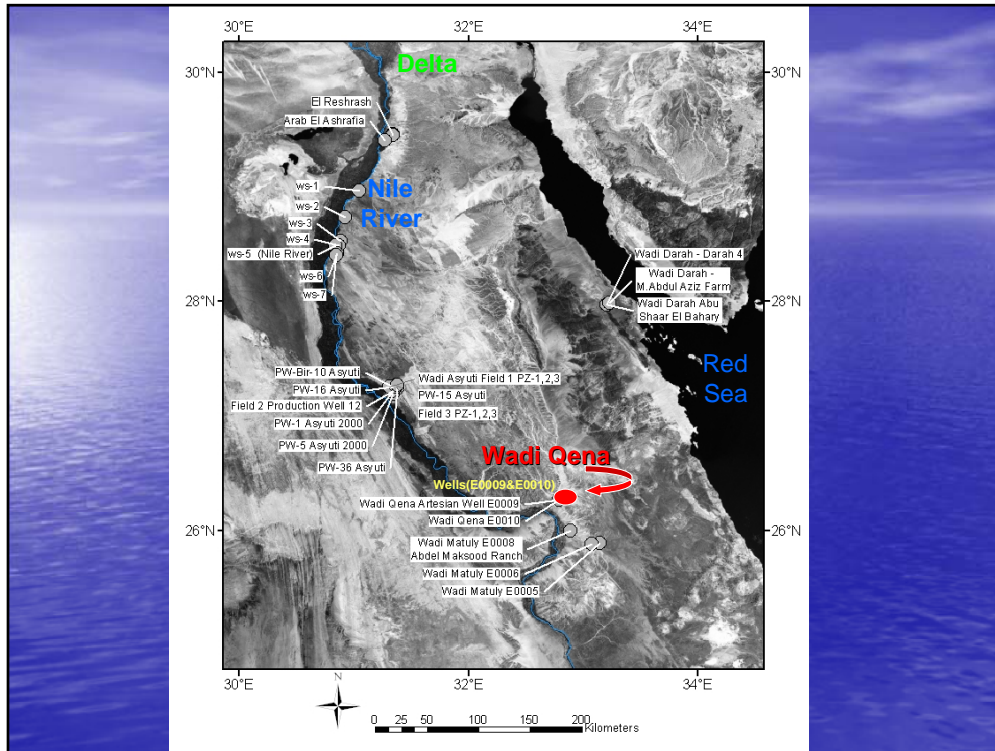 30°E
32°E
34°E
30°N
30°N
Delta
El Reshrash
Arab El Ashrafia
ws-1
Nile
River
ws-2
ws-3
ws-4
ws-5 (Nile River)
ws-6
ws-7
28°N
28°N
Wadi Darah - Darah 4
Wadi Darah -
M.Abdul Aziz Farm
Wadi Darah Abu
Shaar El Bahary
Red
Sea
PW-Bir-10 Asyuti
PW-16 Asyuti
Field 2 Production Well 12
PW-1 Asyuti 2000
PW-5 Asyuti 2000
PW-36 Asyuti
Wadi Asyuti Field 1 PZ-1,2,3
PW-15 Asyuti
Field 3 PZ-1,2,3
Wadi Qena
Wells(E0009&E0010)
Wadi Qena Artesian Well E0009
Wadi Qena E0010
26°N
26°N
Wadi Matuly E0008
Abdel Maksood Ranch
Wadi Matuly E0006
Wadi Matuly E0005
30°E
32°E
34°E
N
0 25 50 100 150 200
Kilometers